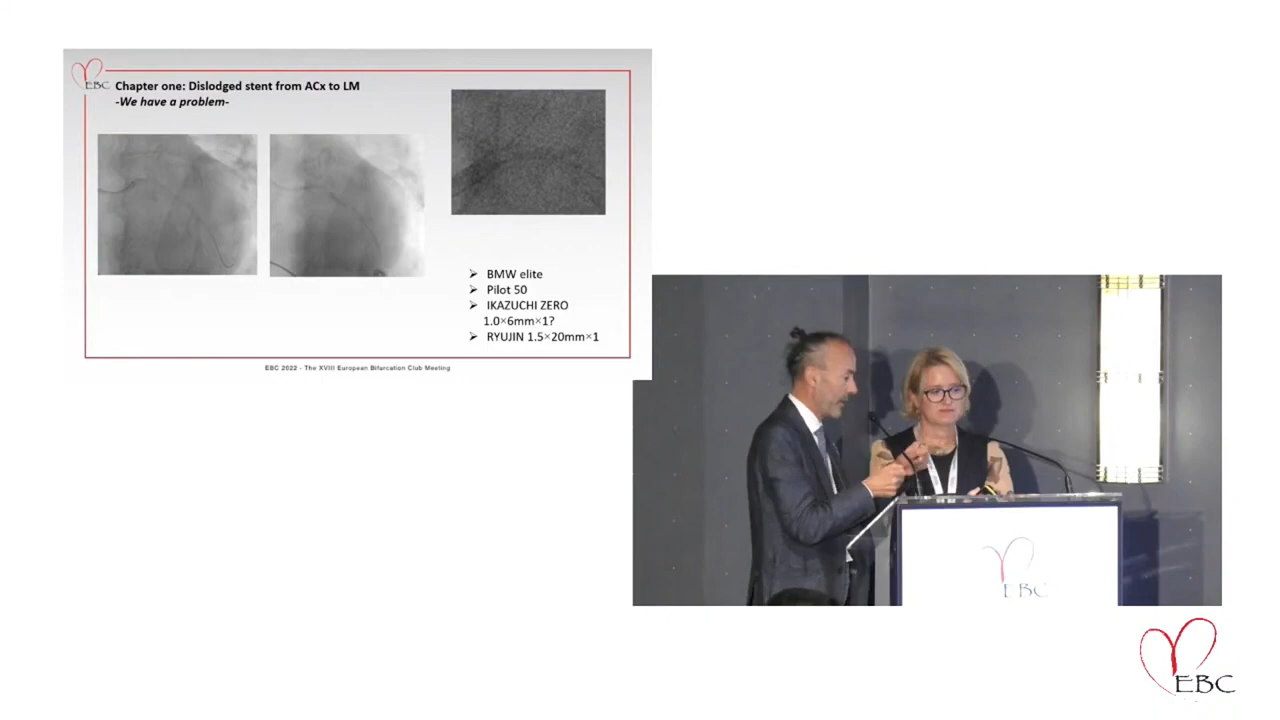 EBC
Chapter one: Dislodged stent from ACx to LM
-We have a problem-
➢ BMW elite
➢ Pilot 50
➢ IKAZUCHI ZERO
1.0×6mm×1?
➢ RYUJIN 1.5×20mm×1
EBC 2022 - The XVIII European Bifurcation Club Meeting
EBC
EBC